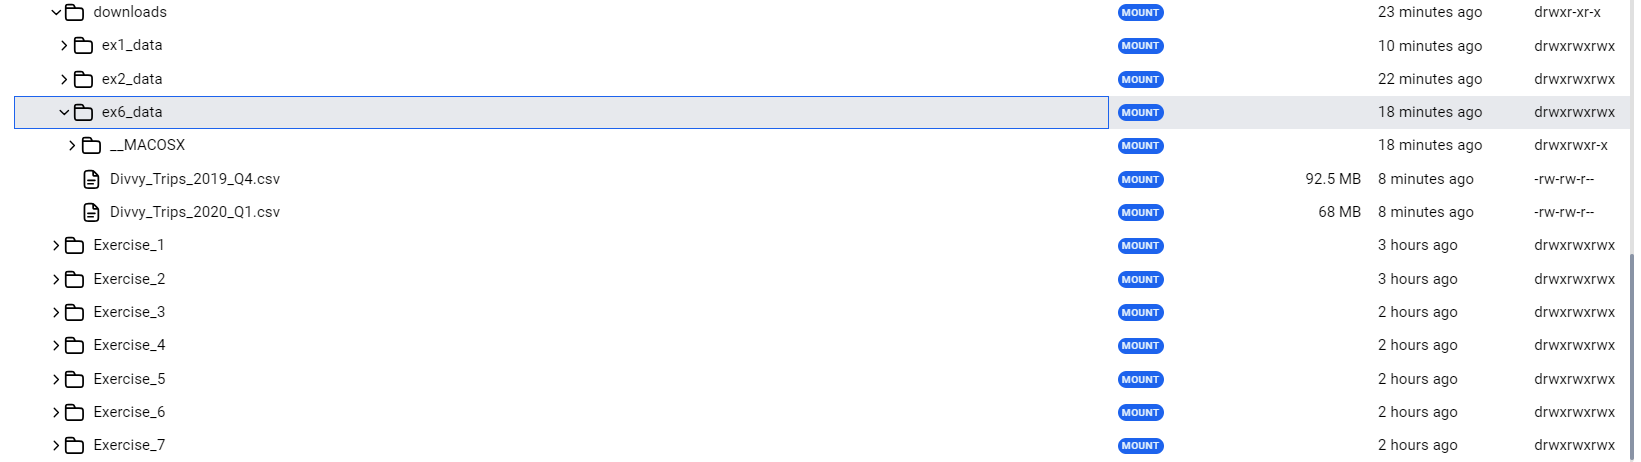 downloads MOUNT 23 minutes ago drwxr-xr-x
ex1_data MOUNT 10 minutes ago drwxrwxrwx
ex2_data MOUNT 22 minutes ago drwxrwxrwx
ex6_data MOUNT 18 minutes ago drwxrwxrwx
__MACOSX MOUNT 18 minutes ago drwxrwxr-x
Divvy_Trips_2019_Q4.csv MOUNT 92.5 MB 8 minutes ago -rw-rw-r--
Divvy_Trips_2020_Q1.csv MOUNT 68 MB 8 minutes ago -rw-rw-r--
Exercise_1 MOUNT 3 hours ago drwxrwxrwx
Exercise_2 MOUNT 3 hours ago drwxrwxrwx
Exercise_3 MOUNT 2 hours ago drwxrwxrwx
Exercise_4 MOUNT 2 hours ago drwxrwxrwx
Exercise_5 MOUNT 2 hours ago drwxrwxrwx
Exercise_6 MOUNT 2 hours ago drwxrwxrwx
Exercise_7 MOUNT 2 hours ago drwxrwxrwx